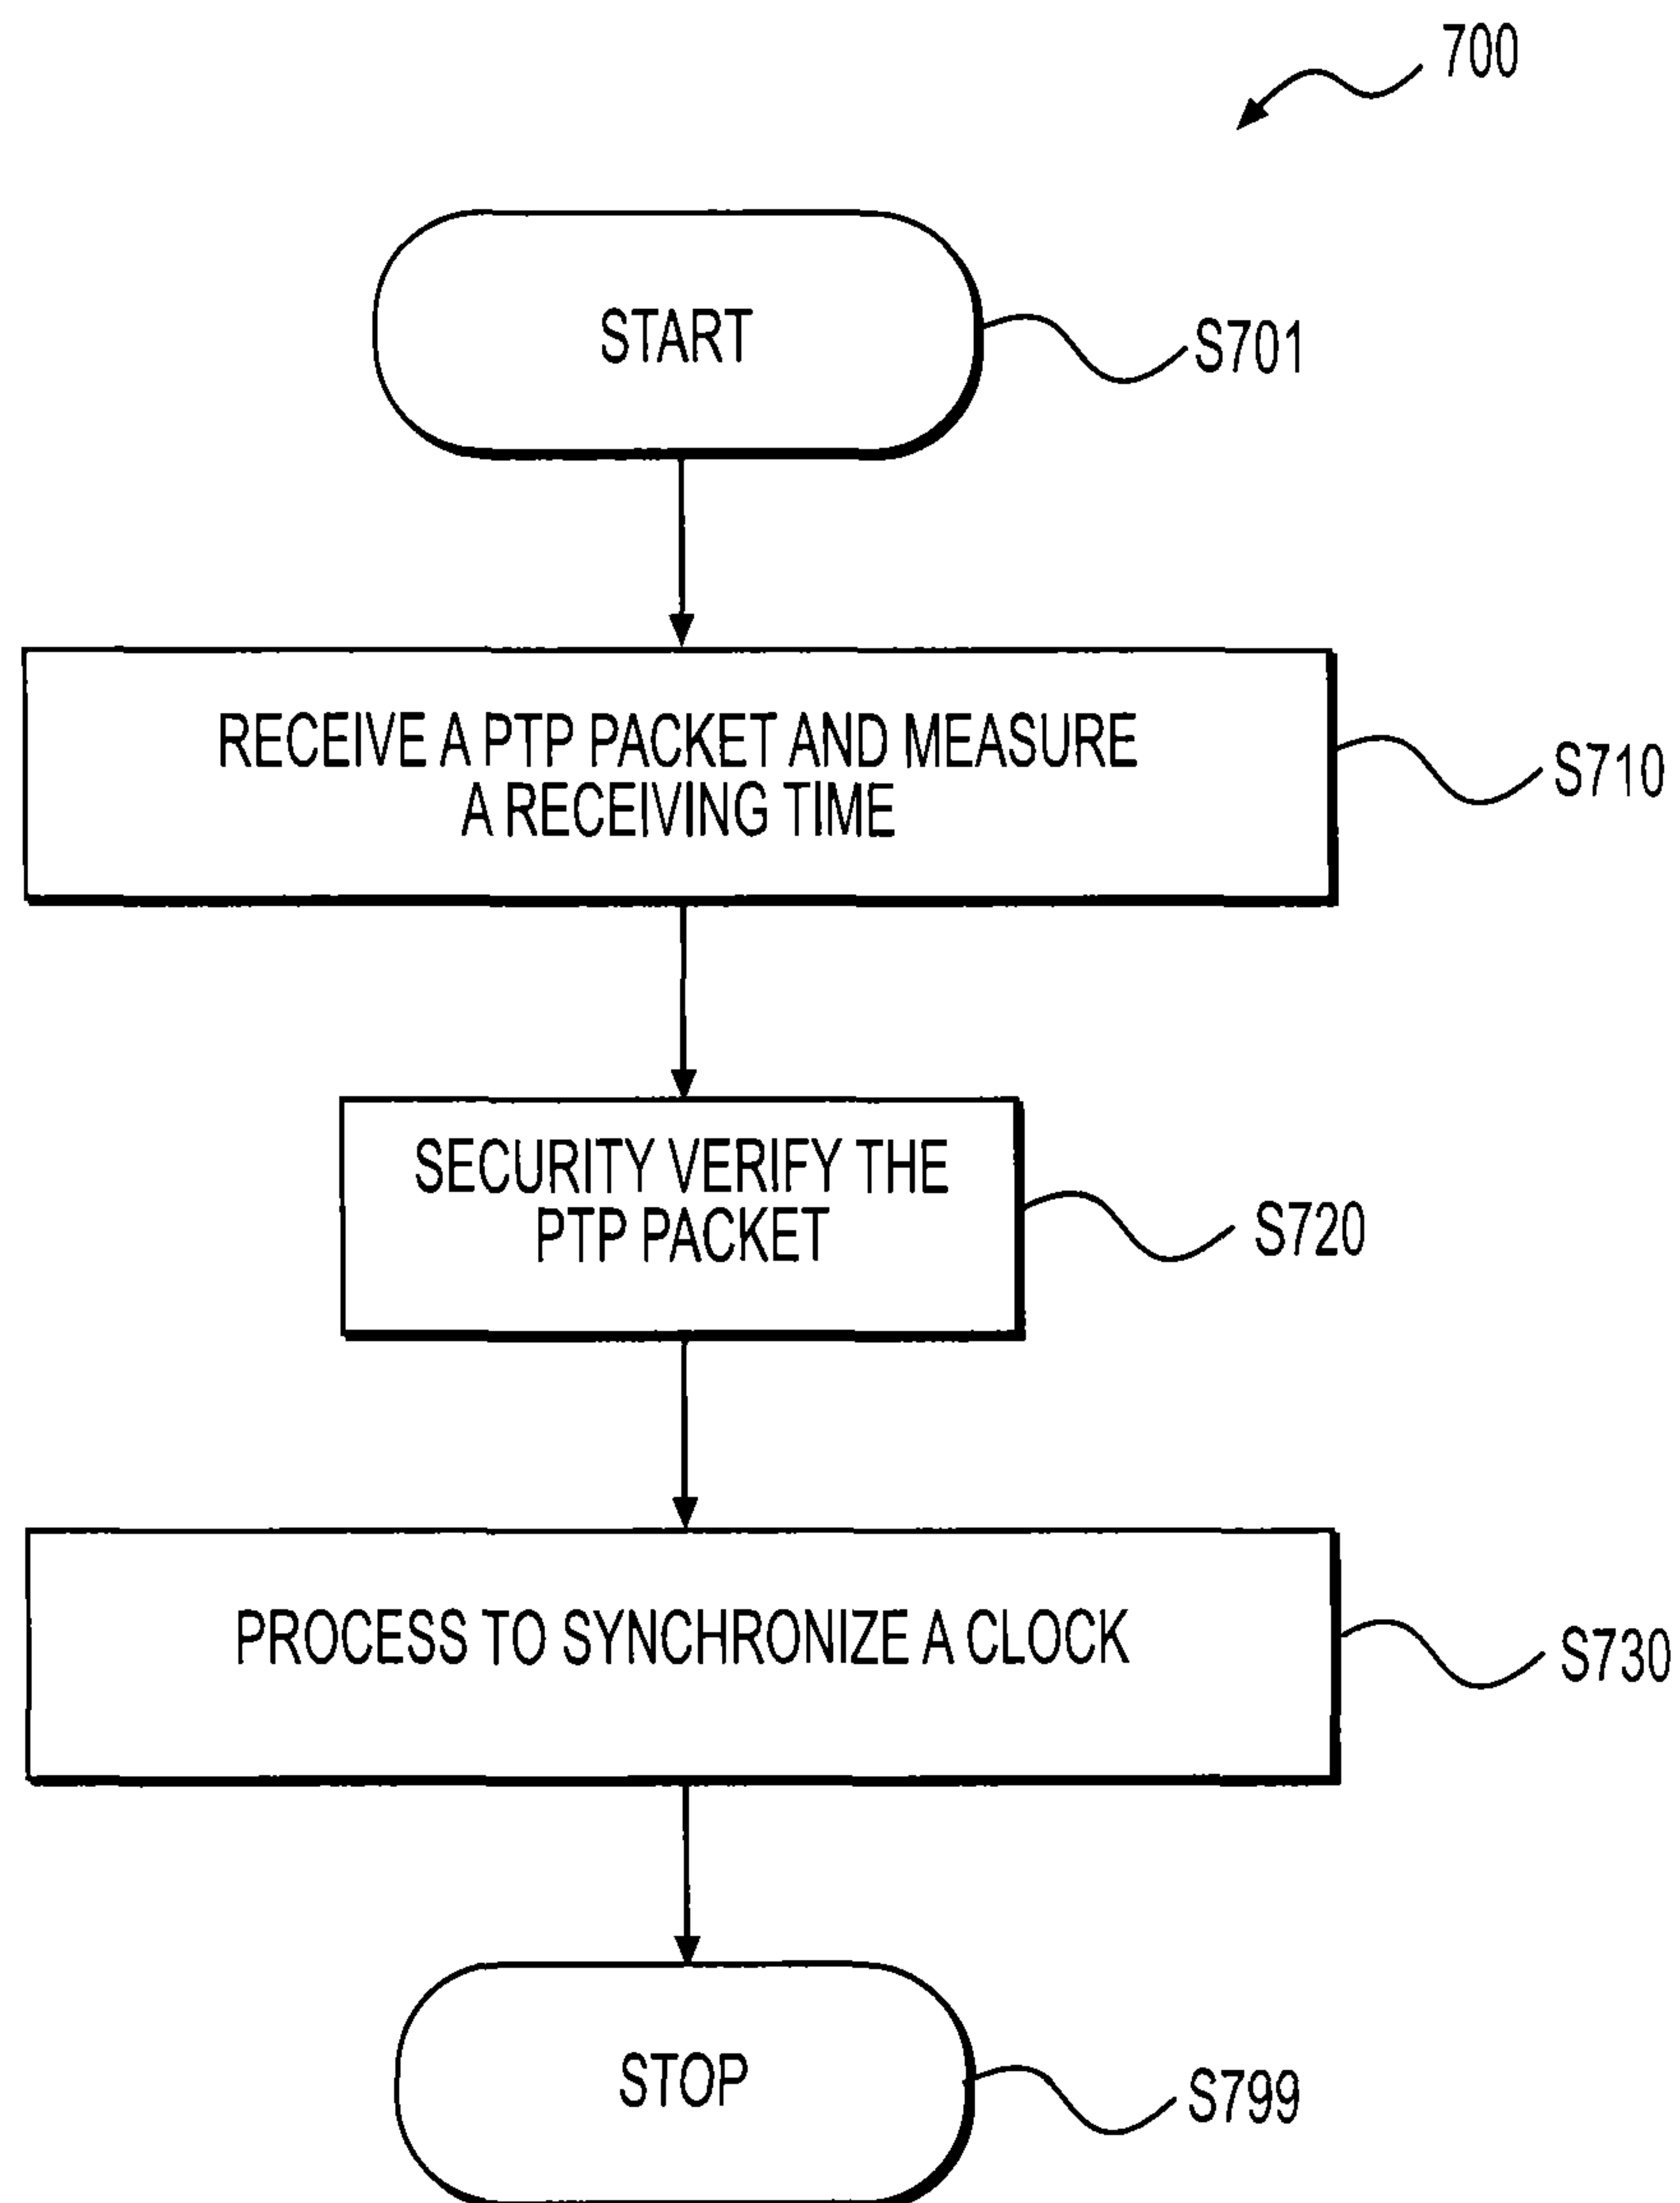 700
START
S701
RECEIVE A PTP PACKET AND MEASURE
A RECEIVING TIME
S710
SECURITY VERIFY THE
PTP PACKET
S720
PROCESS TO SYNCHRONIZE A CLOCK
S730
STOP
S799